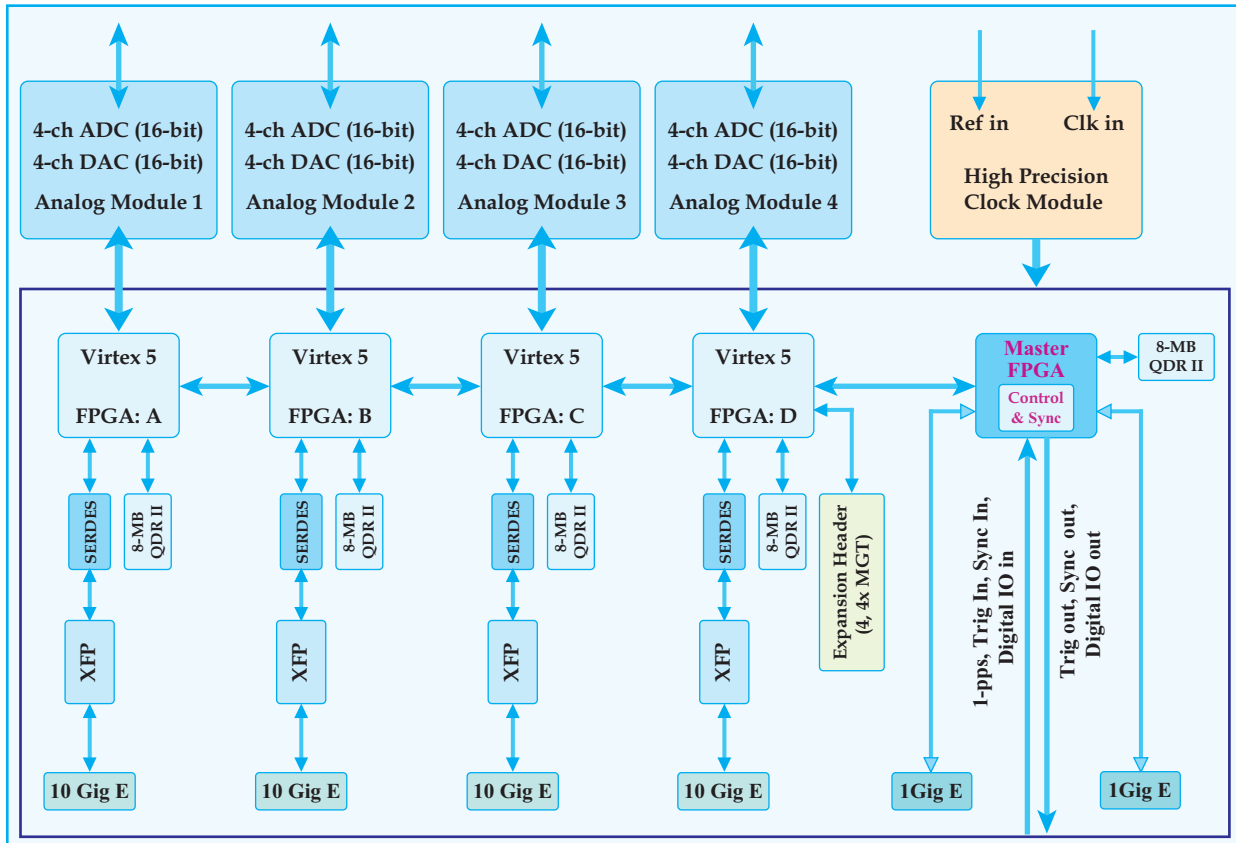 4-ch ADC (16-bit)
4-ch DAC (16-bit)
Analog Module 1
4-ch ADC (16-bit)
4-ch DAC (16-bit)
Analog Module 2
4-ch ADC (16-bit)
4-ch DAC (16-bit)
Analog Module 3
4-ch ADC (16-bit)
4-ch DAC (16-bit)
Analog Module 4
Ref in
Clk in
High Precision
Clock Module
Virtex 5
FPGA: A
Virtex 5
FPGA: B
Virtex 5
FPGA: C
Virtex 5
FPGA: D
Master
FPGA
Control
& Sync
8-MB
QDR II
SERDES
8-MB
QDR II
SERDES
8-MB
QDR II
SERDES
8-MB
QDR II
SERDES
8-MB
QDR II
Expansion Header
(4, 4x MGT)
1-pps, Trig In, Sync In,
Digital IO in
Trig out, Sync out,
Digital IO out
XFP
XFP
XFP
XFP
10 Gig E
10 Gig E
10 Gig E
10 Gig E
1Gig E
1Gig E